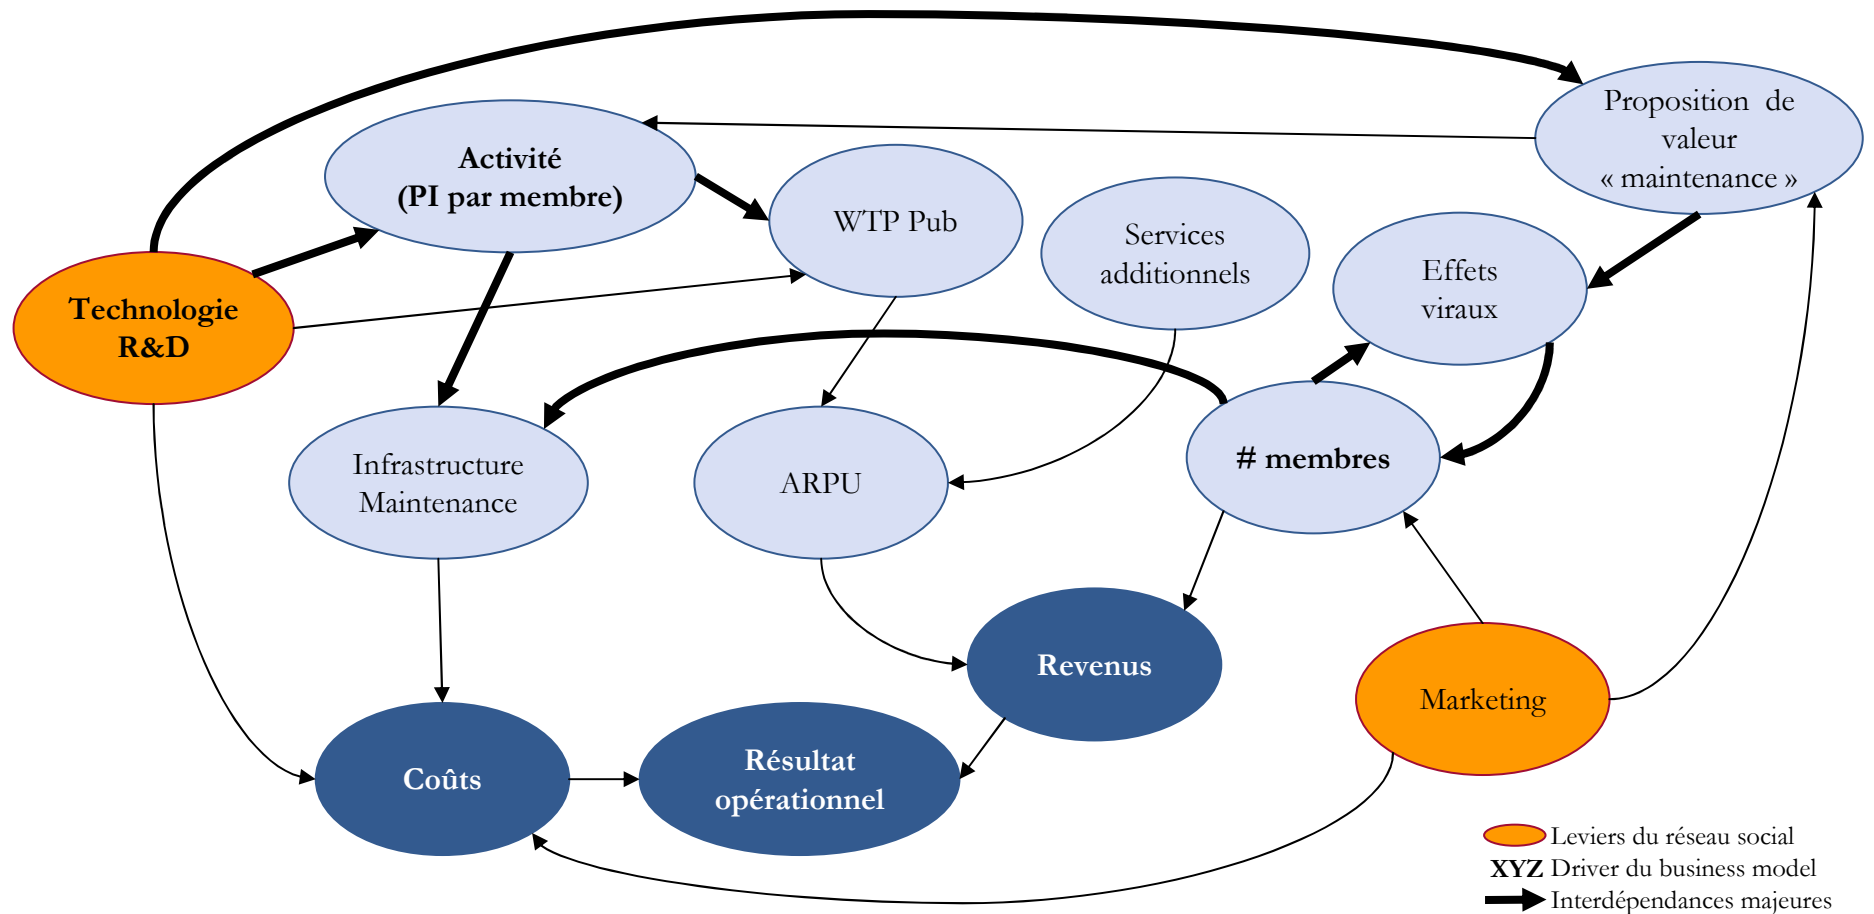 Proposition de
valeur
« maintenance »
Activité
(PI par membre)
WTP Pub
Services
additionnels
Effets
viraux
Technologie
R&D
Infrastructure
Maintenance
ARPU
# membres
Revenus
Marketing
Coûts
Résultat
opérationnel
Leviers du réseau social
XYZ Driver du business model
Interdépendances majeures